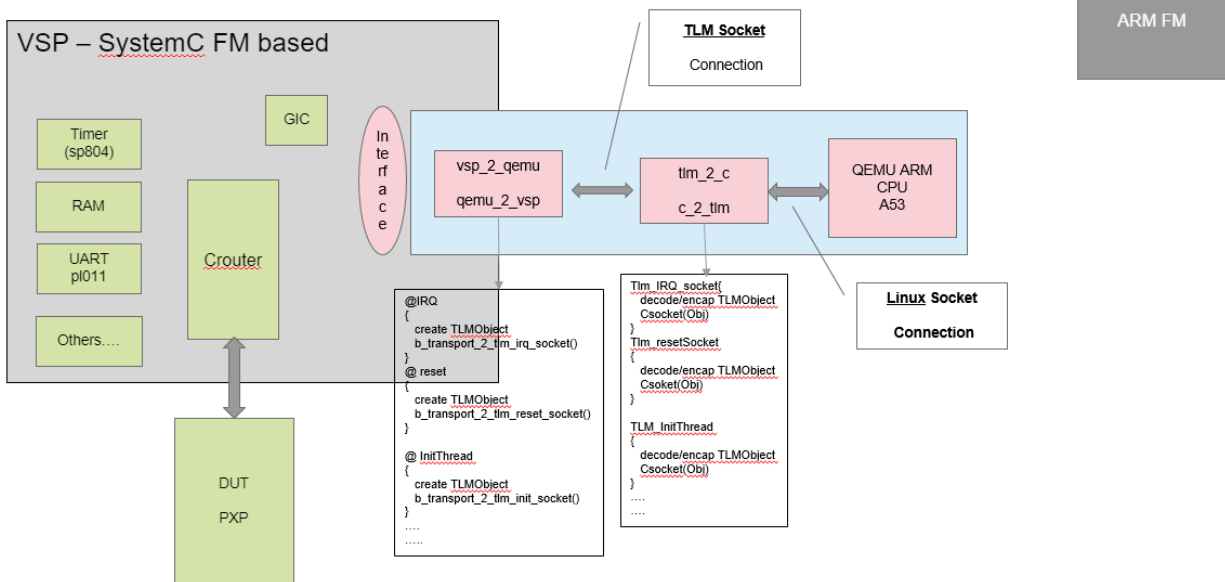 VSP – SystemC FM based
Timer
(sp804)
RAM
UART
pl011
Others....
GIC
Crouter
DUT
PXP
In
te
rf
a
c
e
vsp_2_qemu
qemu_2_vsp
TLM Socket
Connection
tlm_2_c
c_2_tlm
QEMU ARM
CPU
A53
ARM FM
Linux Socket
Connection
@IRQ
{
create TLMObject
b_transport_2_tlm_irq_socket()
}
@ reset
{
create TLMObject
b_transport_2_tlm_reset_socket()
}
@ InitThread
{
create TLMObject
b_transport_2_tlm_init_socket()
}
....
.....
Tlm_IRQ_socket{
decode/encap TLMObject
Csocket(Obj)
}
Tlm_resetSocket
{
decode/encap TLMObject
Csoket(Obj)
}
TLM_InitThread
{
decode/encap TLMObject
Csocket(Obj)
}
....
....